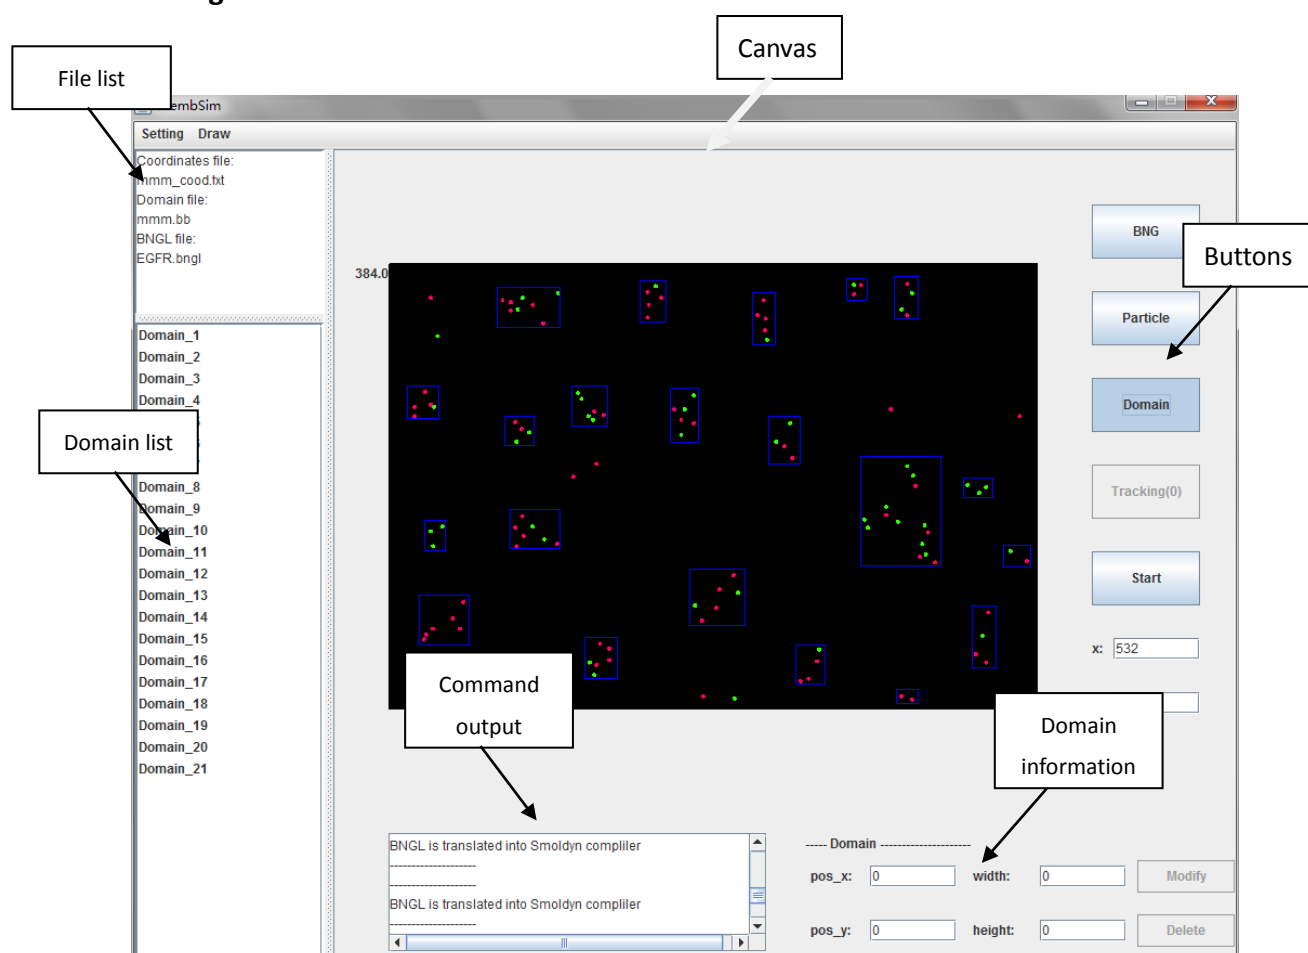 Canvas
File list
embSim
Setting Draw
Coordinates file:
mmm_cood.txt
Domain file:
mmm.bb
BNGL file:
EGFR.bngl
384.0
BNG
Buttons
Particle
Domain
Tracking(0)
Start
x: 532
Domain_1
Domain_2
Domain_3
Domain_4
Domain list
Domain_8
Domain_9
Domain_10
Domain_11
Domain_12
Domain_13
Domain_14
Domain_15
Domain_16
Domain_17
Domain_18
Domain_19
Domain_20
Domain_21
Command
output
Domain
information
BNGL is translated into Smoldyn compliler
--------------------
--------------------
BNGL is translated into Smoldyn compliler
--------------------
----- Domain ---------------------
pos_x: 0 width: 0 Modify
pos_y: 0 height: 0 Delete